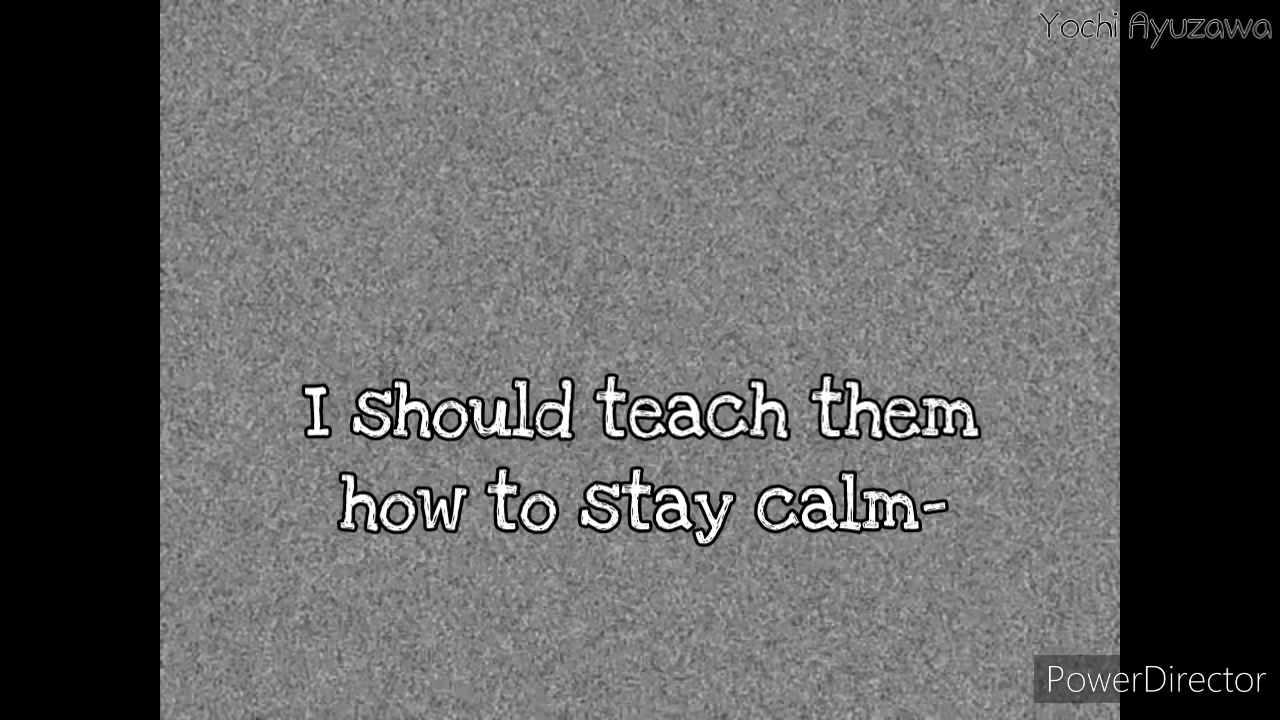 Yochi Ayuzawa
I should teach them
how to stay calm-
PowerDirector